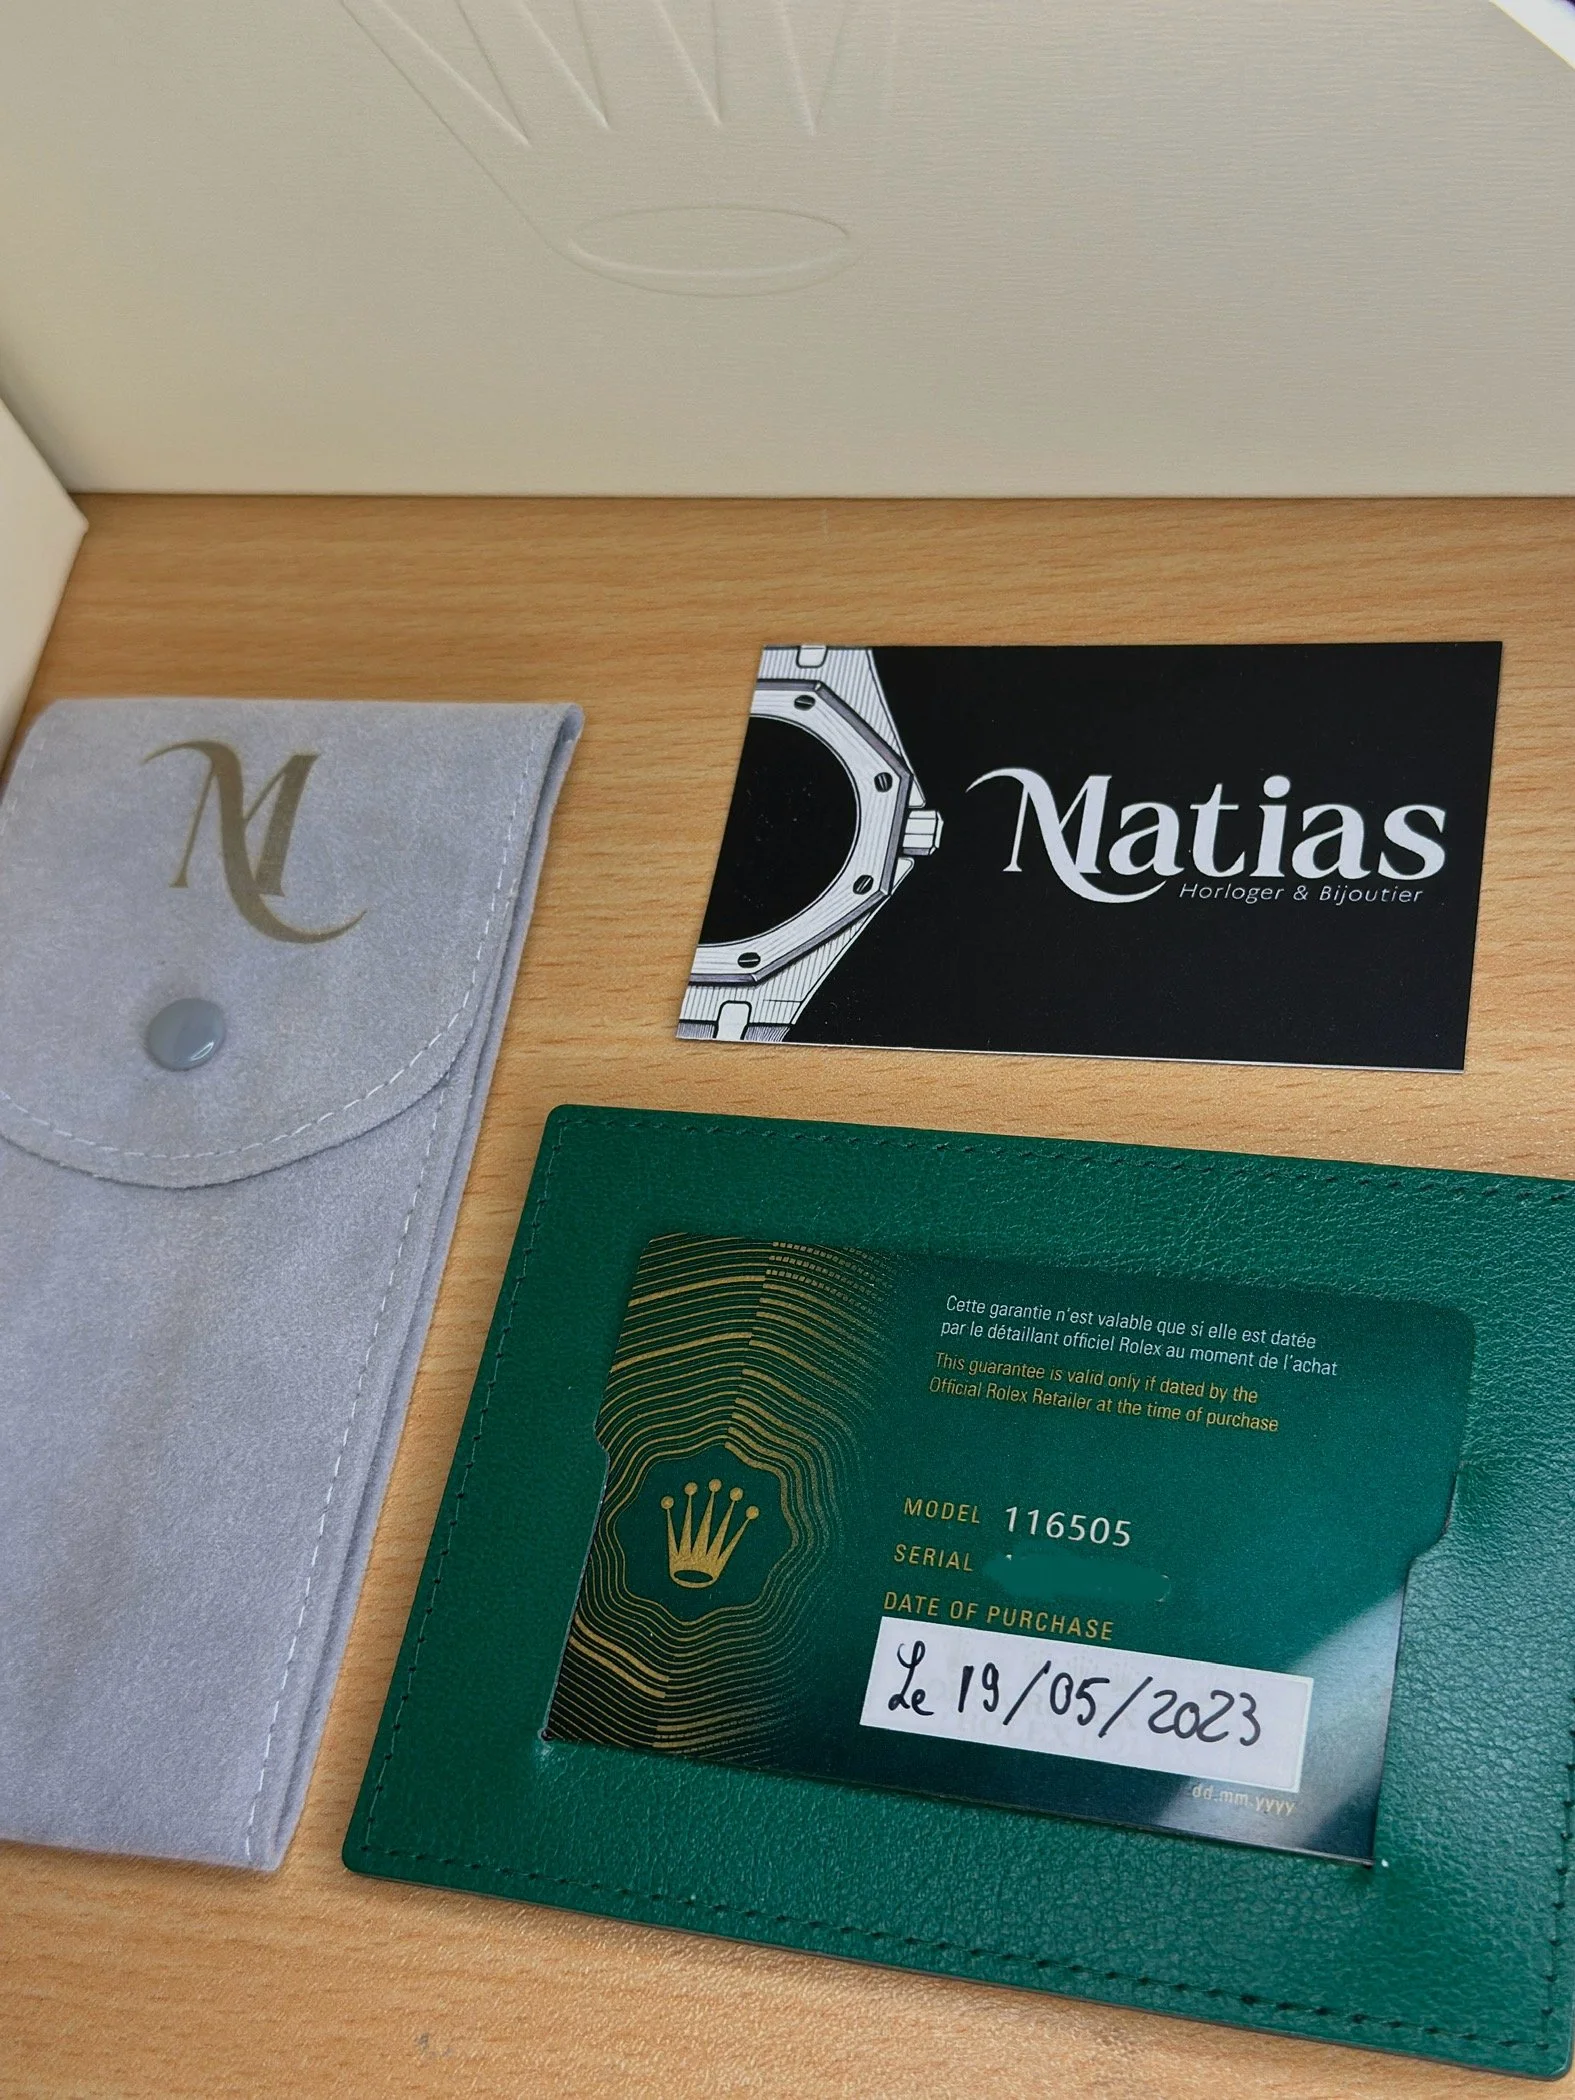 M
Matias
Horloger & Bijoutier
Cette garantie n'est valable que si elle est datée
par le détaillant officiel Rolex au moment de l'achat
This guarantee is valid only if dated by the
Official Rolex Retailer at the time of purchase
MODEL 116505
SERIAL
DATE OF PURCHASE
Le 19/05/2023
dd.mm.yyyy